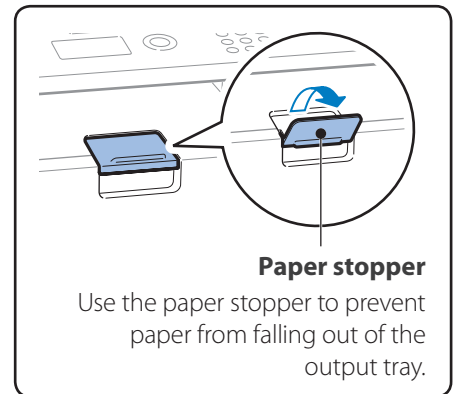 Paper stopper
Use the paper stopper to prevent
paper from falling out of the
output tray.